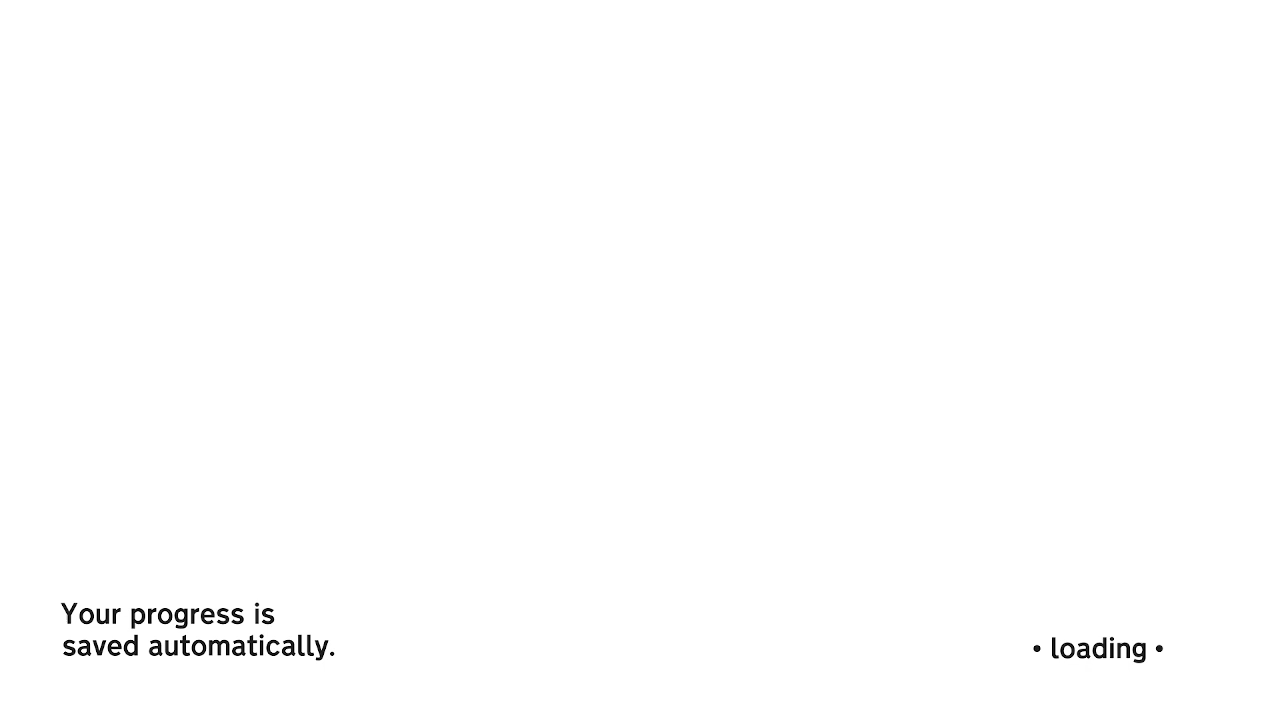 Your progress is
saved automatically.
• loading •